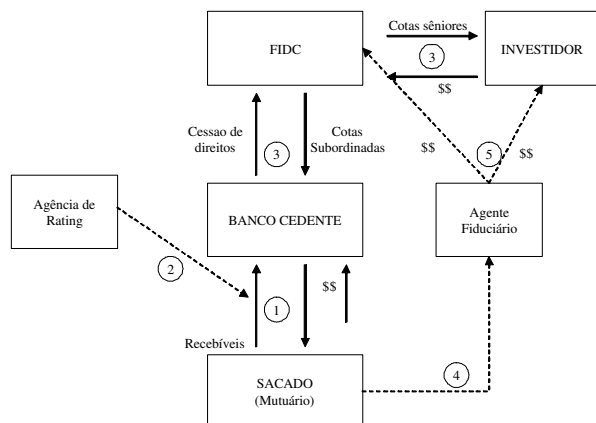 Cotas sêniores
FIDC
3
INVESTIDOR
$$
Cessao de
direitos
3
Cotas
Subordinadas
$$
5
$$
Agência de
Rating
BANCO CEDENTE
Agente
Fiduciário
2
1
$$
Recebíveis
SACADO
(Mutuário)
4